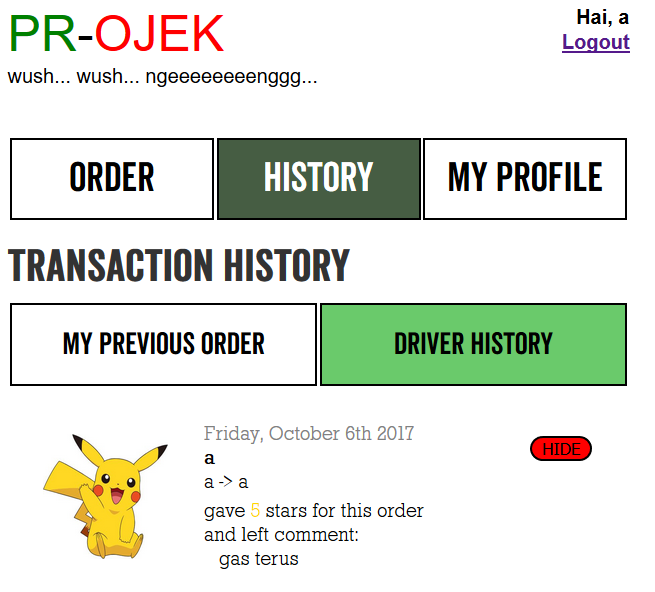 PR-OJEK
Hai, a
Logout
wush... wush... ngeeeeeeeenggg...
ORDER
HISTORY
MY PROFILE
TRANSACTION HISTORY
MY PREVIOUS ORDER
DRIVER HISTORY
Friday, October 6th 2017
HIDE
a
a -> a
gave 5 stars for this order
and left comment:
gas terus